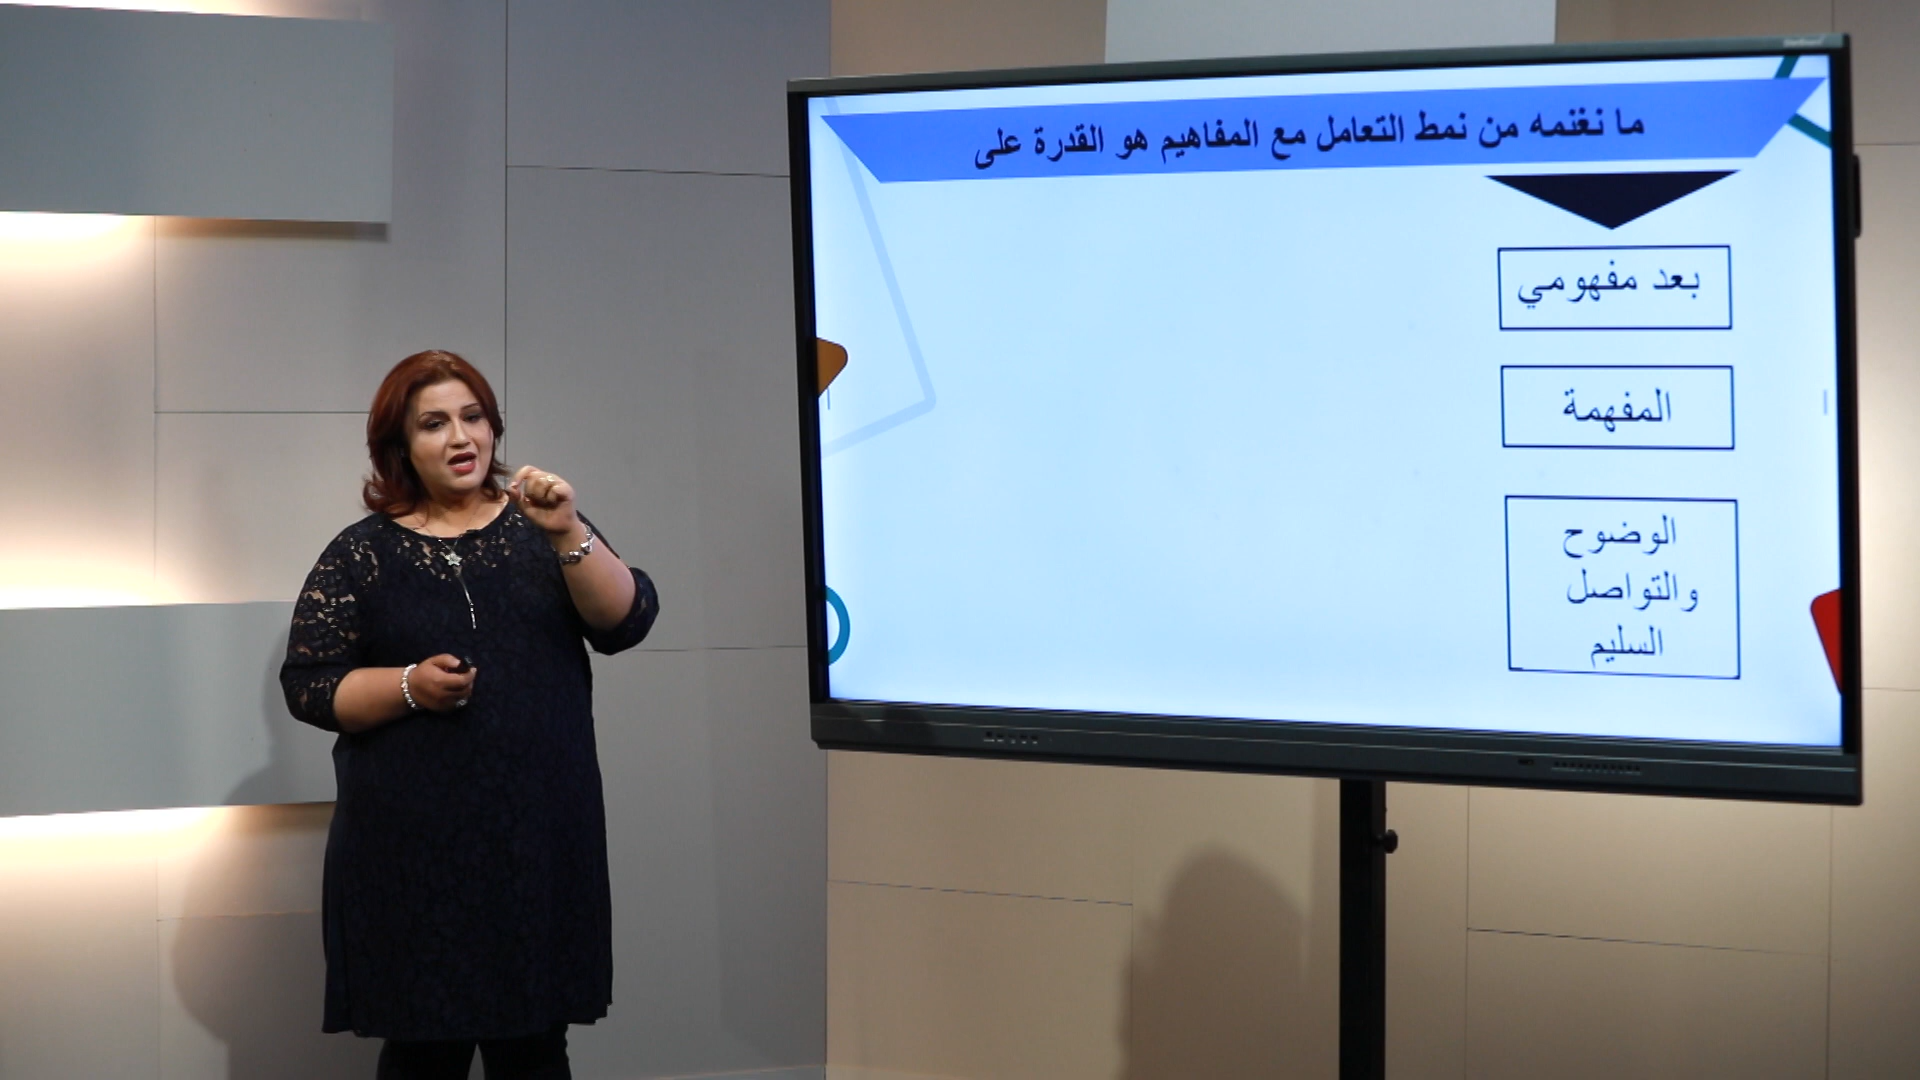 ما نغنمه من نمط التعامل مع المفاهيم هو القدرة على
بعد مفهومي
المفهمة
الوضوح
والتواصل
السليم